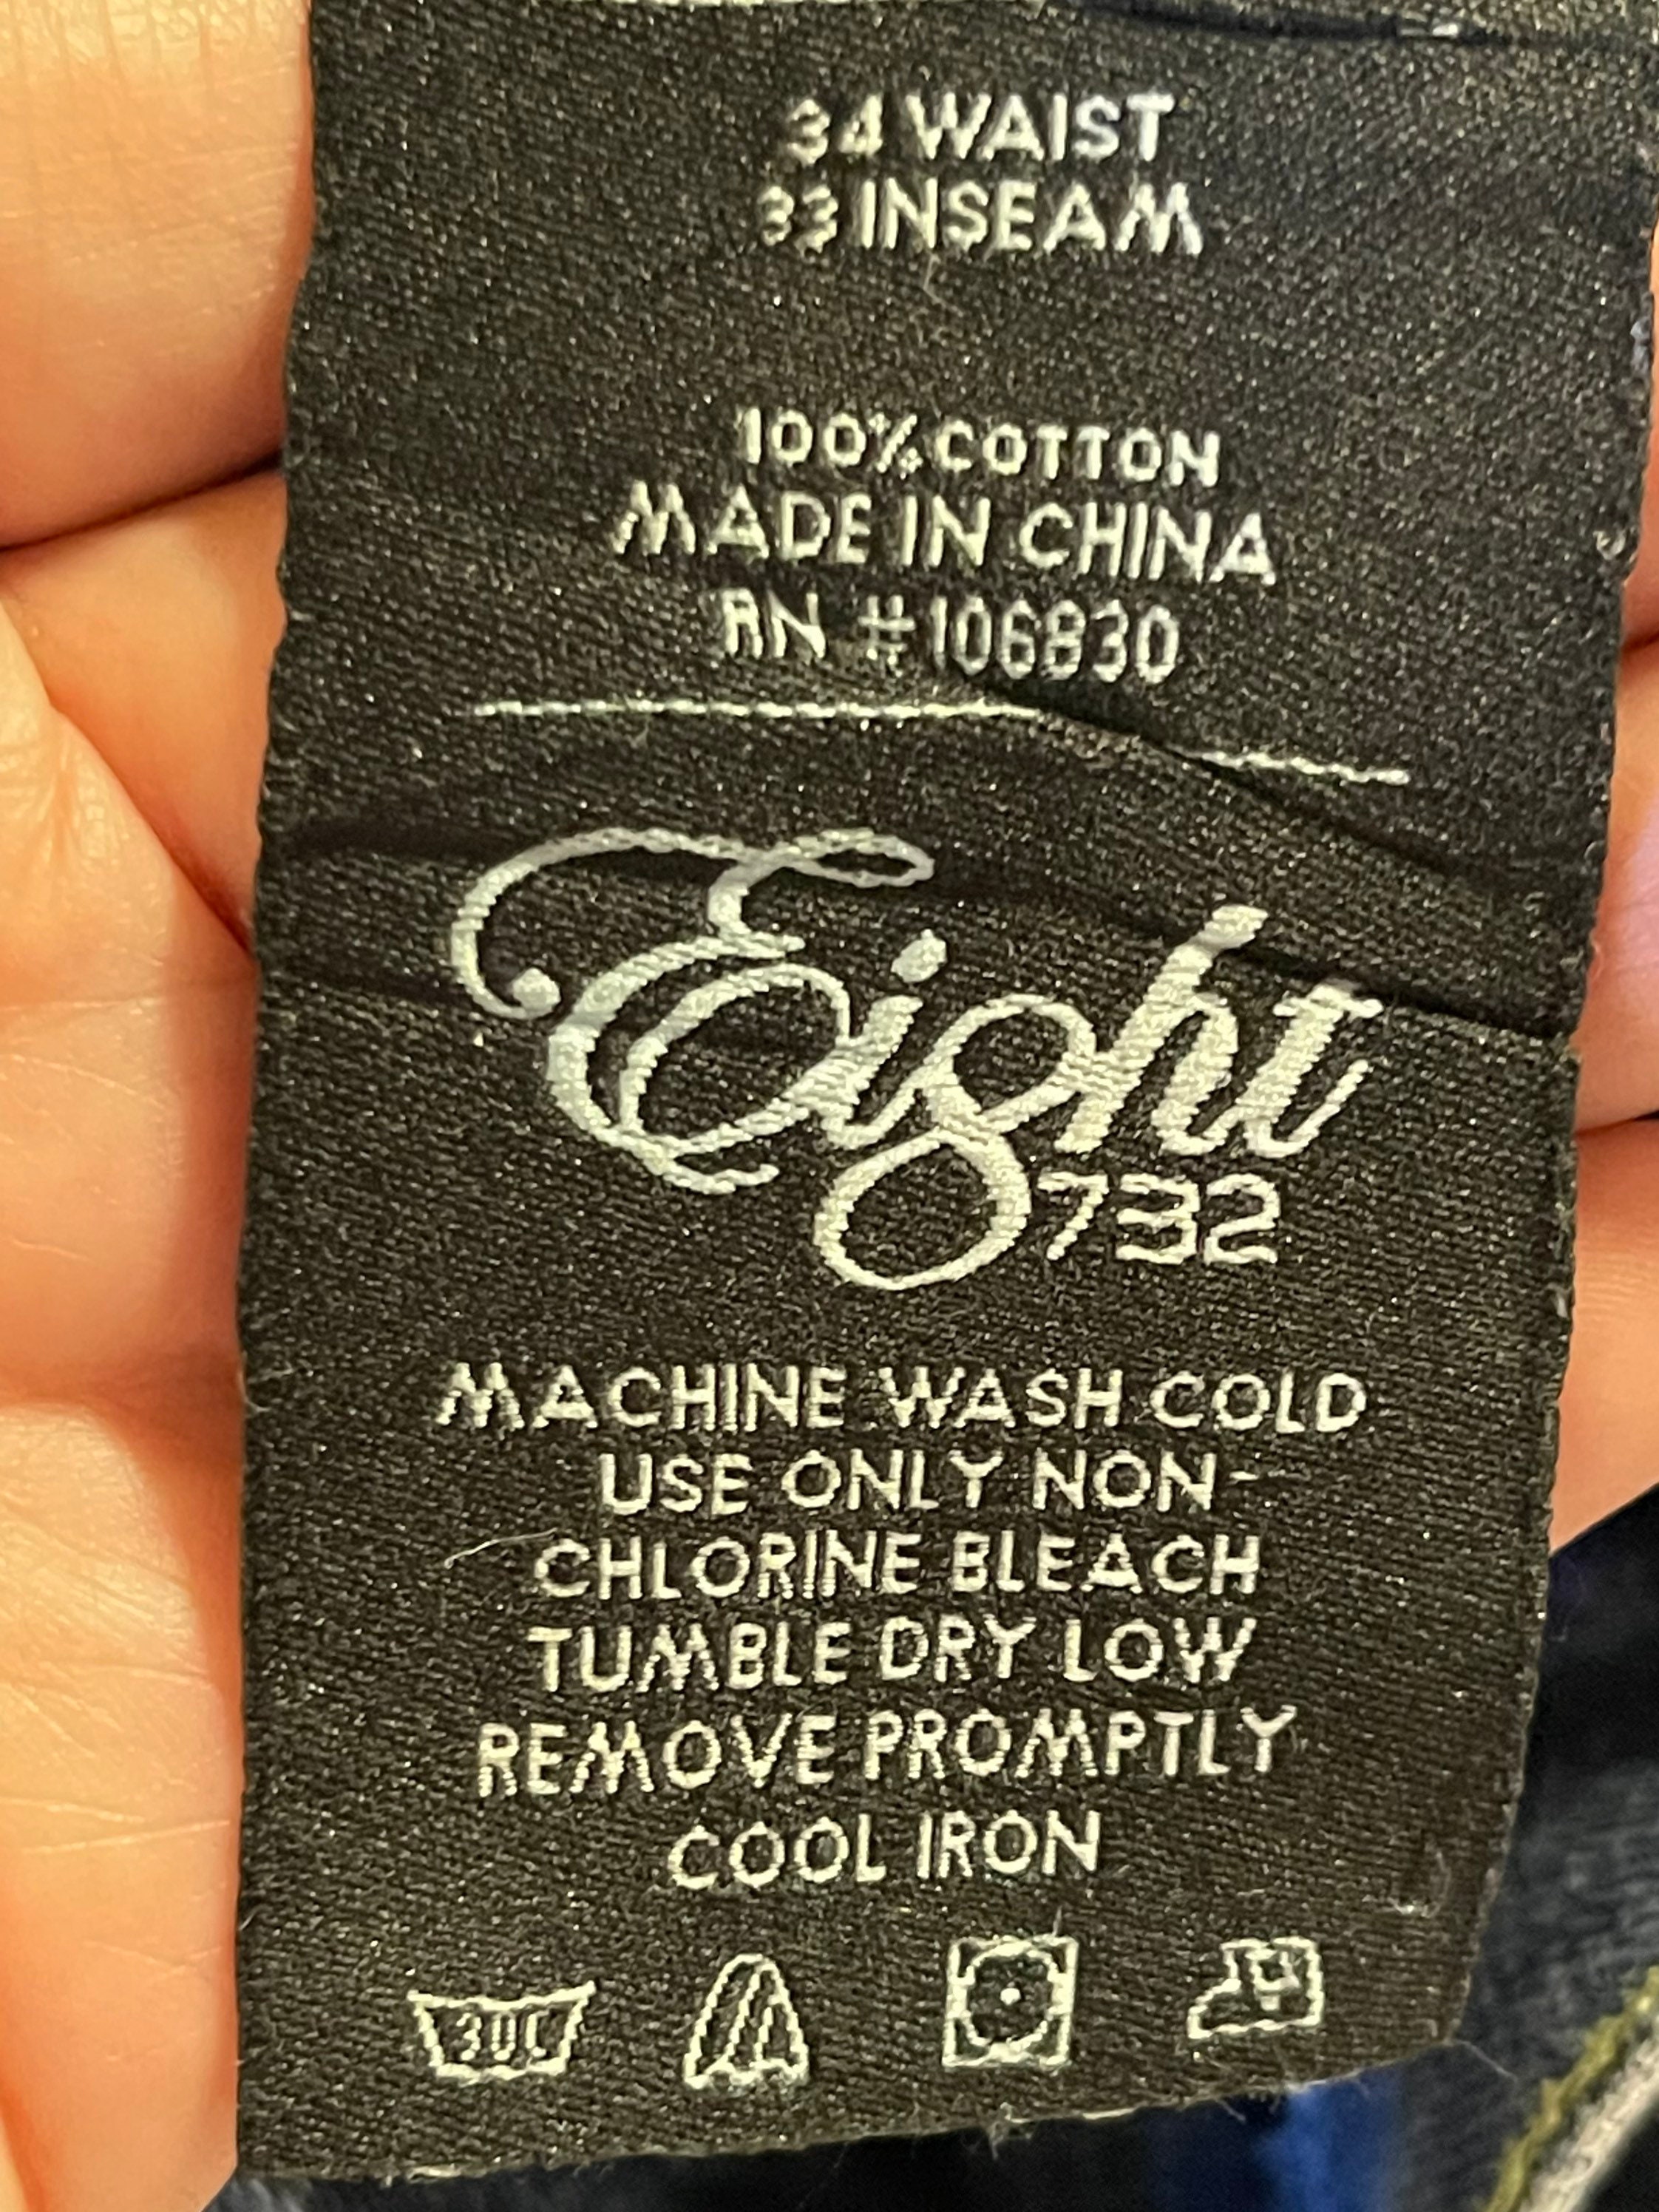 34 WAIST
33 INSEAM
100% COTTON
MADE IN CHINA
RN #106830
Eight
732
MACHINE WASH COLD
USE ONLY NON-
CHLORINE BLEACH
TUMBLE DRY LOW
REMOVE PROMPTLY
COOL IRON
30C